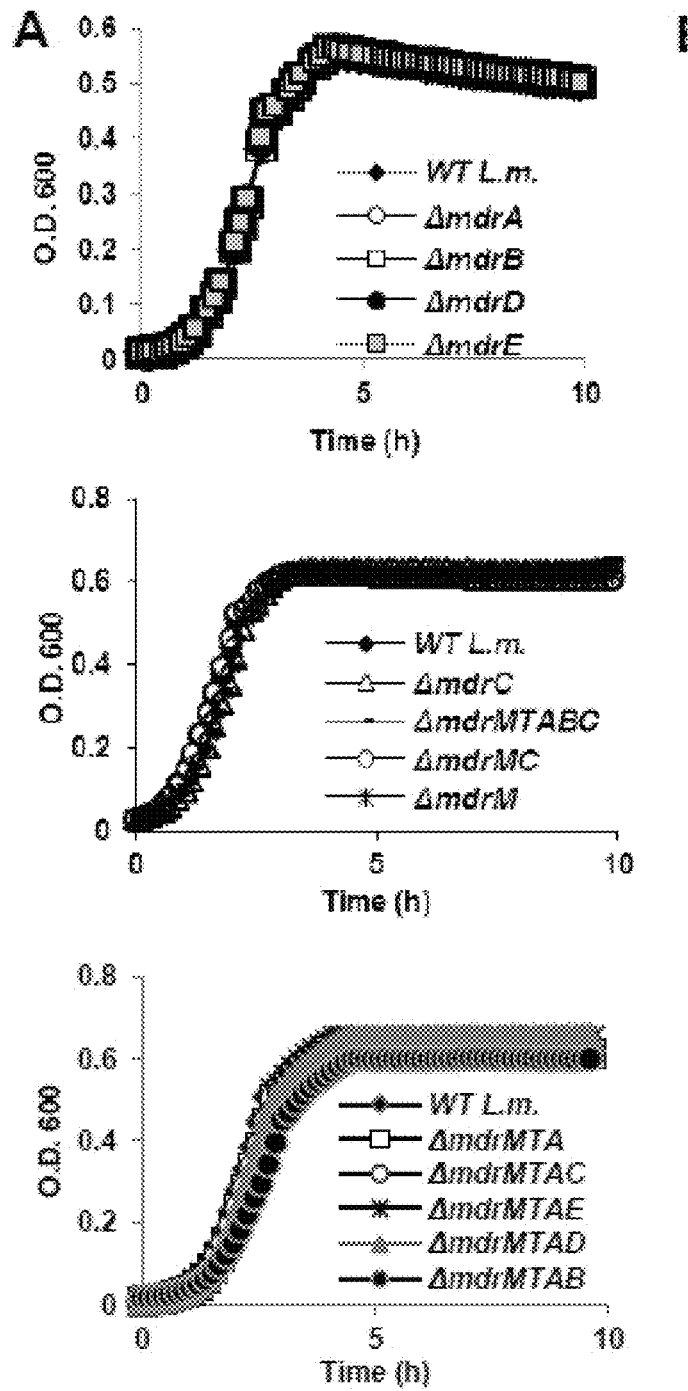 A
0.6
0.5
0.4
0.3
0.2
0.1
0
O.D. 600
WT L.m.
ΔmdrA
ΔmdrB
ΔmdrD
ΔmdrE
0 5 10
Time (h)
0.8
0.6
0.4
0.2
0
O.D. 600
WT L.m.
ΔmdrC
ΔmdrMTABC
ΔmdrMC
ΔmdrM
0 5 10
Time (h)
0.8
0.6
0.4
0.2
0
O.D. 600
WT L.m.
ΔmdrMTA
ΔmdrMTAC
ΔmdrMTAE
ΔmdrMTAD
ΔmdrMTAB
0 5 10
Time (h)